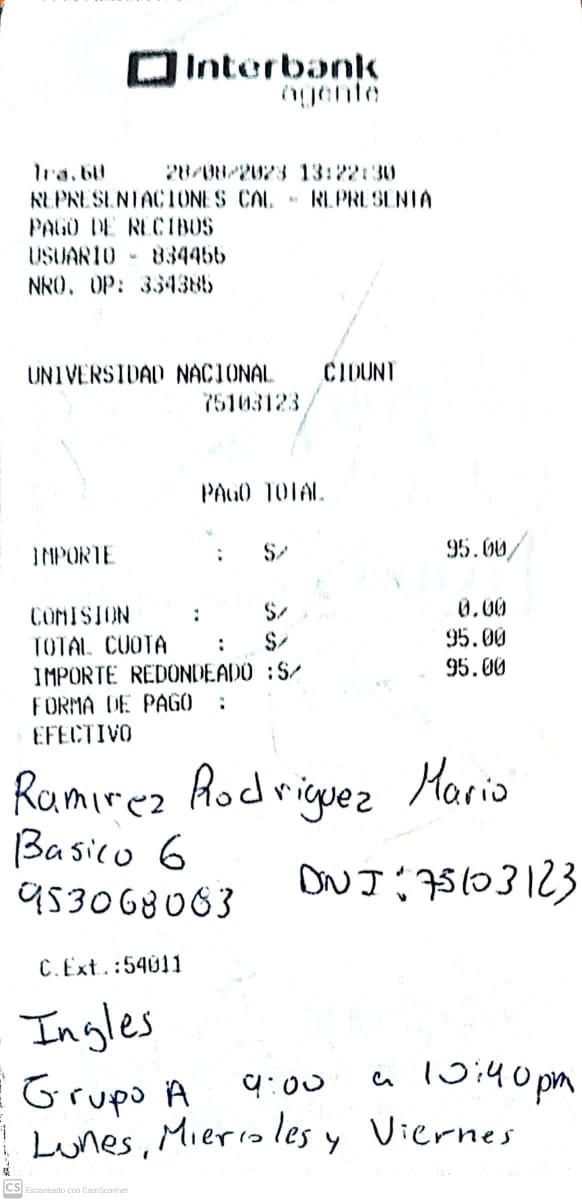 Interbank
agente
Tra.60 28/08/2023 13:22:30
REPRESENTACIONES CAL - REPRESENTA
PAGO DE RECIBOS
USUARIO - 834466
NRO. OP: 334386
UNIVERSIDAD NACIONAL CIDUNT
75103123
PAGO TOTAL
IMPORTE : S/ 95.00
COMISION : S/ 0.00
TOTAL CUOTA : S/ 95.00
IMPORTE REDONDEADO :S/ 95.00
FORMA DE PAGO :
EFECTIVO
Ramirez Rodriguez Mario
Basico 6
953068063 DNI:75103123
C.Ext.:54011
Ingles
Grupo A 9:00 a 10:40pm
Lunes, Miercoles y Viernes
CS Escaneado con CamScanner